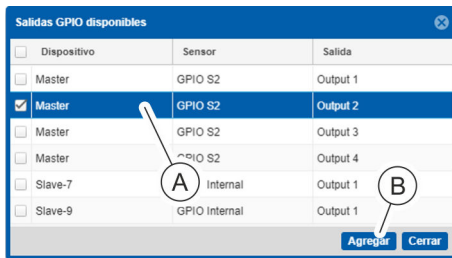 Salidas GPIO disponibles
Dispositivo Sensor Salida
Master GPIO S2 Output 1
Master GPIO S2 Output 2
Master GPIO S2 Output 3
Master GPIO S2 Output 4
Slave-7 Internal Output 1
Slave-9 GPIO Internal Output 1
A
B
Agregar Cerrar